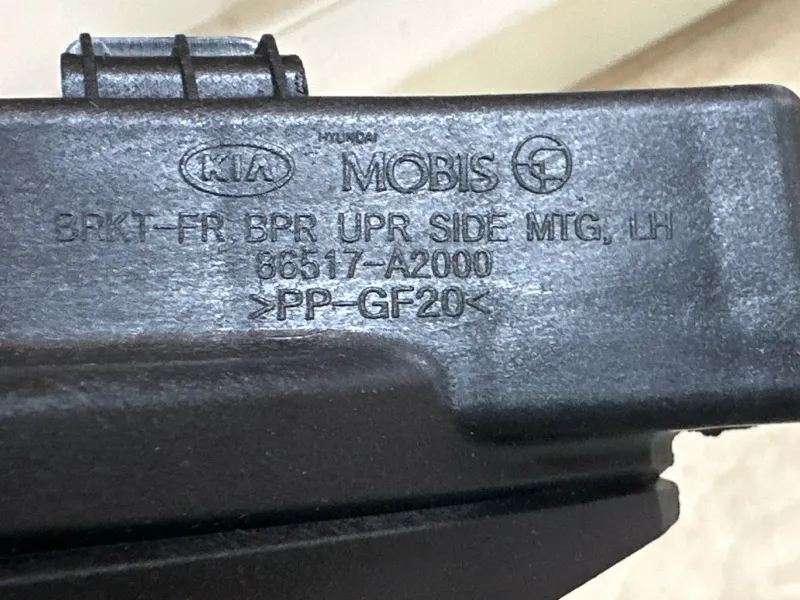 HYUNDAI
KIA MOBIS
BRKT-FR BPR UPR SIDE MTG, LH
86517-A2000
>PP-GF20<